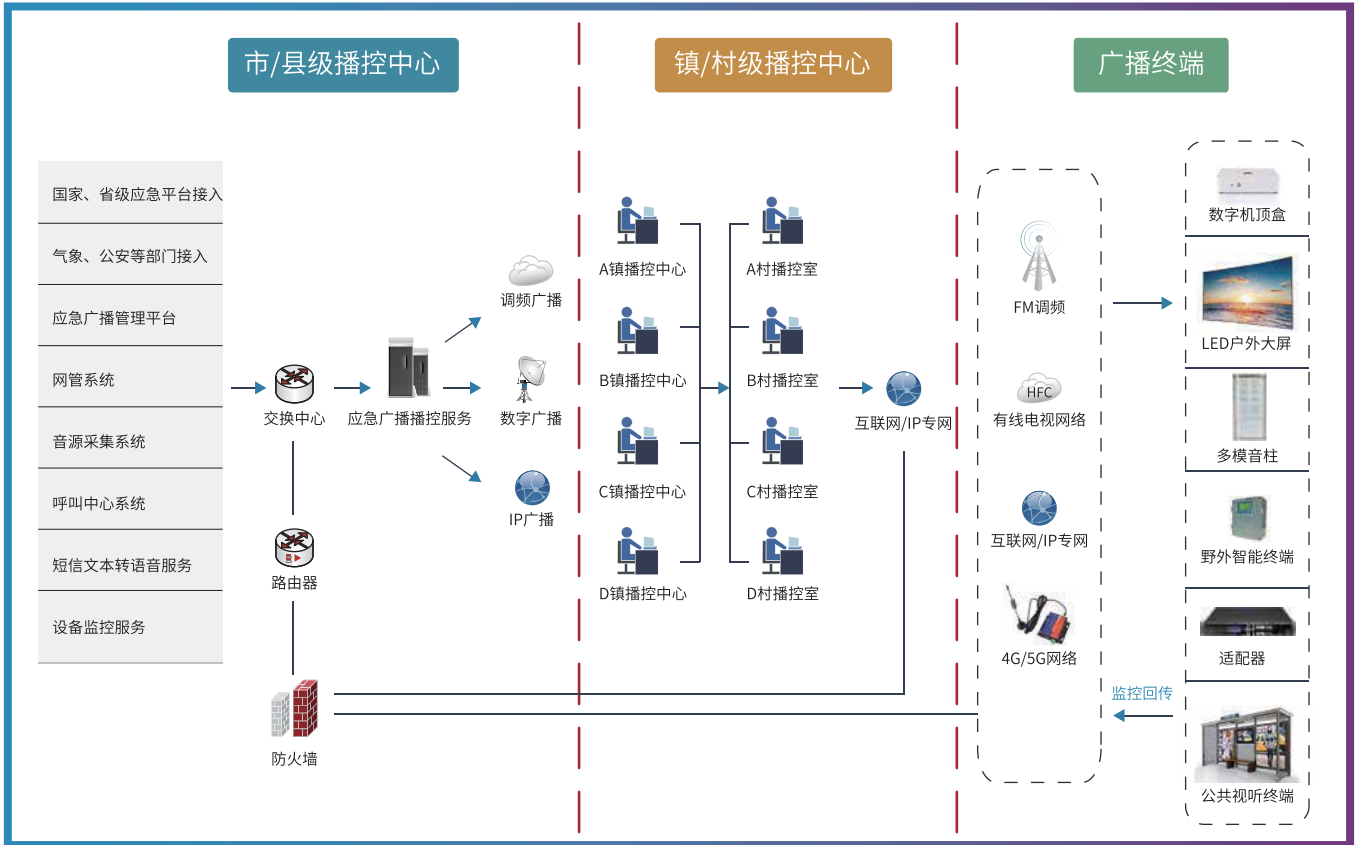 市/县级播控中心
镇/村级播控中心
广播终端
国家、省级应急平台接入
气象、公安等部门接入
应急广播管理平台
网管系统
音源采集系统
呼叫中心系统
短信文本转语音服务
设备监控服务
交换中心
路由器
防火墙
应急广播播控服务
调频广播
数字广播
IP广播
A镇播控中心
B镇播控中心
C镇播控中心
D镇播控中心
A村播控室
B村播控室
C村播控室
D村播控室
互联网/IP专网
FM调频
HFC
有线电视网络
互联网/IP专网
4G/5G网络
监控回传
数字机顶盒
LED户外大屏
多模音柱
野外智能终端
适配器
公共视听终端